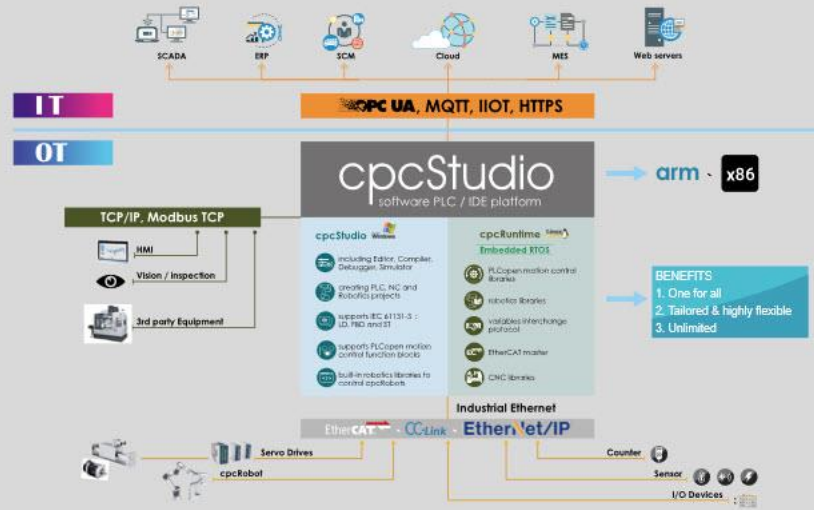 SCADA
ERP
SCM
Cloud
MES
Web servers
IT
OPC UA, MQTT, IIOT, HTTPS
OT
cpcStudio
software PLC / IDE platform
arm
x86
TCP/IP, Modbus TCP
HMI
Vision / Inspection
3rd party Equipment
cpcStudio Windows
including Editor, Compiler,
Debugger, Simulator
creating PLC, NC and
Robotics projects
supports IEC 61131-3 :
LD, FBD and ST
supports PLCopen motion
control function blocks
built-in robotics libraries to
control cpcRobots
cpcRuntime
Embedded RTOS
PLCopen motion control
libraries
robotics libraries
variables interchange
protocol
EtherCAT master
CNC libraries
BENEFITS
1. One for all
2. Tailored & highly flexible
3. Unlimited
Industrial Ethernet
EtherCAT - CC-Link - EtherNet/IP
Servo Drives
cpcRobot
Counter
Sensor
I/O Devices :